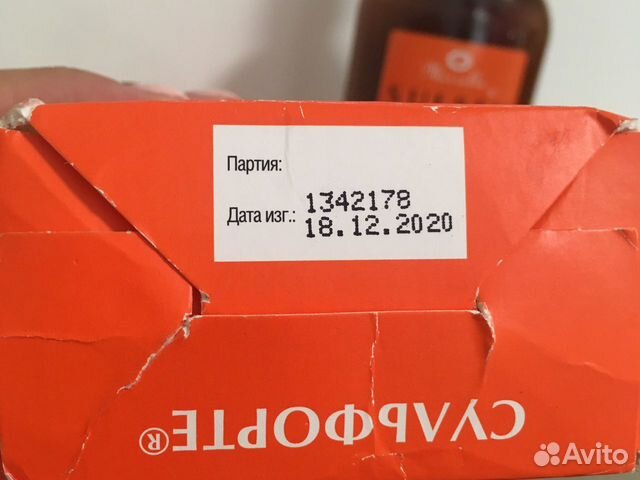 Партия:
1342178
Дата изг.:
18.12.2020
СУЛЬФОРТЕ®
Avito